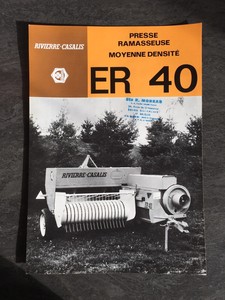 PRESSE
RAMASSEUSE
MOYENNE DENSITÉ
RIVIERRE-CASALIS
ER 40
RIVIERRE-CASALIS